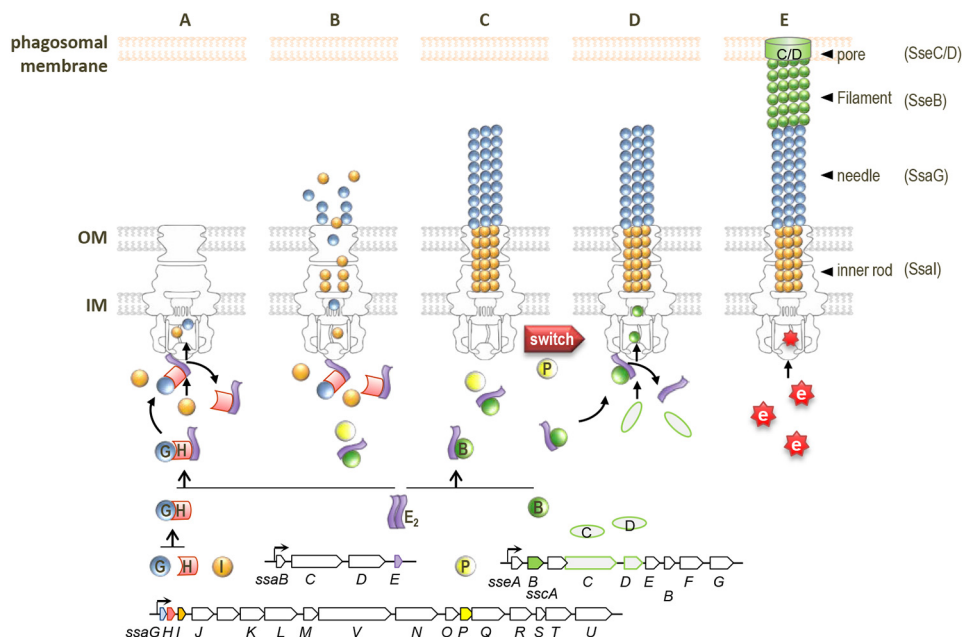 A B C D E
phagosomal
membrane
C/D
pore (SseC/D)
Filament (SseB)
needle (SsaG)
OM
inner rod (SsaI)
IM
switch
P
e
e
e
G H
B
G H
E2
B
C D
G H I
P
ssaB C D E
sseA B C D E F G
sscA B
ssaG H I J K L M V N O P Q R S T U